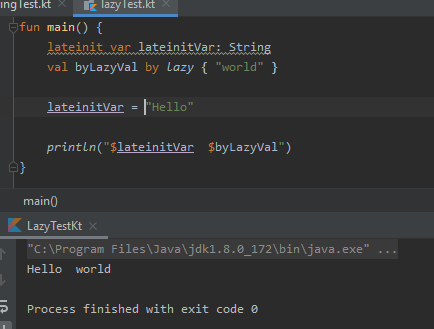 ingTest.kt × lazyTest.kt ×
fun main() {
lateinit var lateinitVar: String
val byLazyVal by lazy { "world" }
lateinitVar = "Hello"
println("$lateinitVar  $byLazyVal")
}
main()
LazyTestKt ×
"C:\Program Files\Java\jdk1.8.0_172\bin\java.exe" ...
Hello  world
Process finished with exit code 0